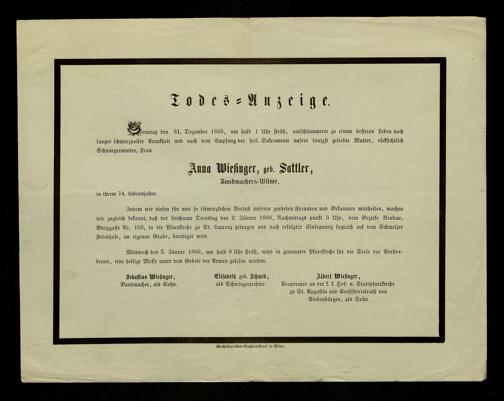 Todes-Anzeige.
Sonntag den 31. Dezember 1865, um halb 1 Uhr Früh, entschlummerte zu einem besseren Leben nach
langer schmerzvoller Krankheit und nach dem Empfang der heil. Sakramente unsere innigst geliebte Mutter, rücksichtlich
Schwiegermutter, Frau
Anna Wiesinger, geb. Sattler,
Bandmachers-Witwe,
in ihrem 74. Lebensjahre.
Indem wir diesen für uns so schmerzlichen Verlust unseren geehrten Freunden und Bekannten mittheilen, machen
wir zugleich bekannt, daß der Leichnam Dienstag den 2. Jänner 1866, Nachmittags punkt 3 Uhr, vom Bezirke Neubau,
Burggasse Nr. 103, in die Pfarrkirche zu St. Laurenz getragen und nach erfolgter Einsegnung sogleich auf dem Schmelzer
Friedhofe, im eigenen Grabe, beerdiget wird.
Mittwoch den 3. Jänner 1866, um halb 9 Uhr Früh, wird in genannter Pfarrkirche für die Seele der Verstor-
benen, eine heilige Messe unter dem Gebete der Armen gelesen werden.
Sebastian Wiesinger, Elisabeth geb. Schmid, Albert Wiesinger,
Bandmacher, als Sohn. als Schwiegertochter. Kooperator an der k. k. Hof- u. Stadtpfarrkirche
zu St. Augustin und Konsistorialrath von
Siebenbürgen, als Sohn.